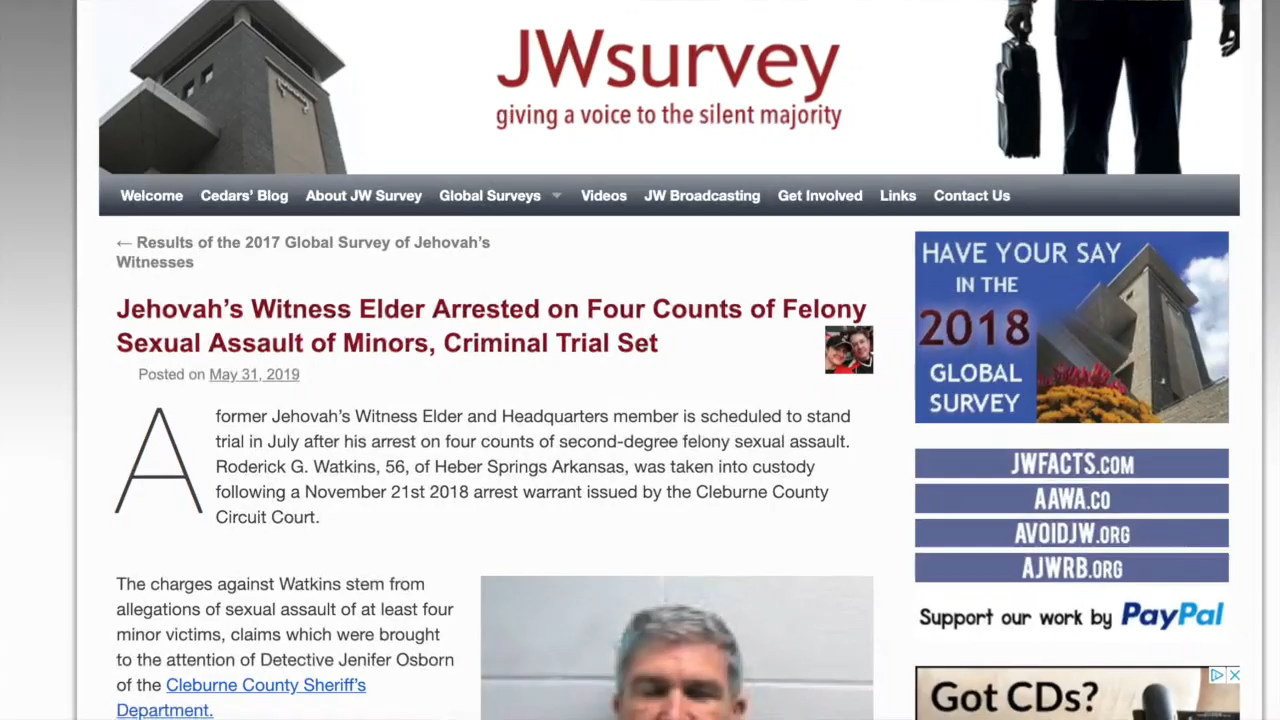 JWsurvey
giving a voice to the silent majority
Welcome Cedars’ Blog About JW Survey Global Surveys Videos JW Broadcasting Get Involved Links Contact Us
← Results of the 2017 Global Survey of Jehovah’s
Witnesses
Jehovah’s Witness Elder Arrested on Four Counts of Felony
Sexual Assault of Minors, Criminal Trial Set
Posted on May 31, 2019
A former Jehovah’s Witness Elder and Headquarters member is scheduled to stand
trial in July after his arrest on four counts of second-degree felony sexual assault.
Roderick G. Watkins, 56, of Heber Springs Arkansas, was taken into custody
following a November 21st 2018 arrest warrant issued by the Cleburne County
Circuit Court.
The charges against Watkins stem from
allegations of sexual assault of at least four
minor victims, claims which were brought
to the attention of Detective Jenifer Osborn
of the Cleburne County Sheriff’s
Department.
HAVE YOUR SAY
IN THE
2018
GLOBAL
SURVEY
JWFACTS.COM
AAWA.CO
AVOIDJW.ORG
AJWRB.ORG
Support our work by PayPal
Got CDs?